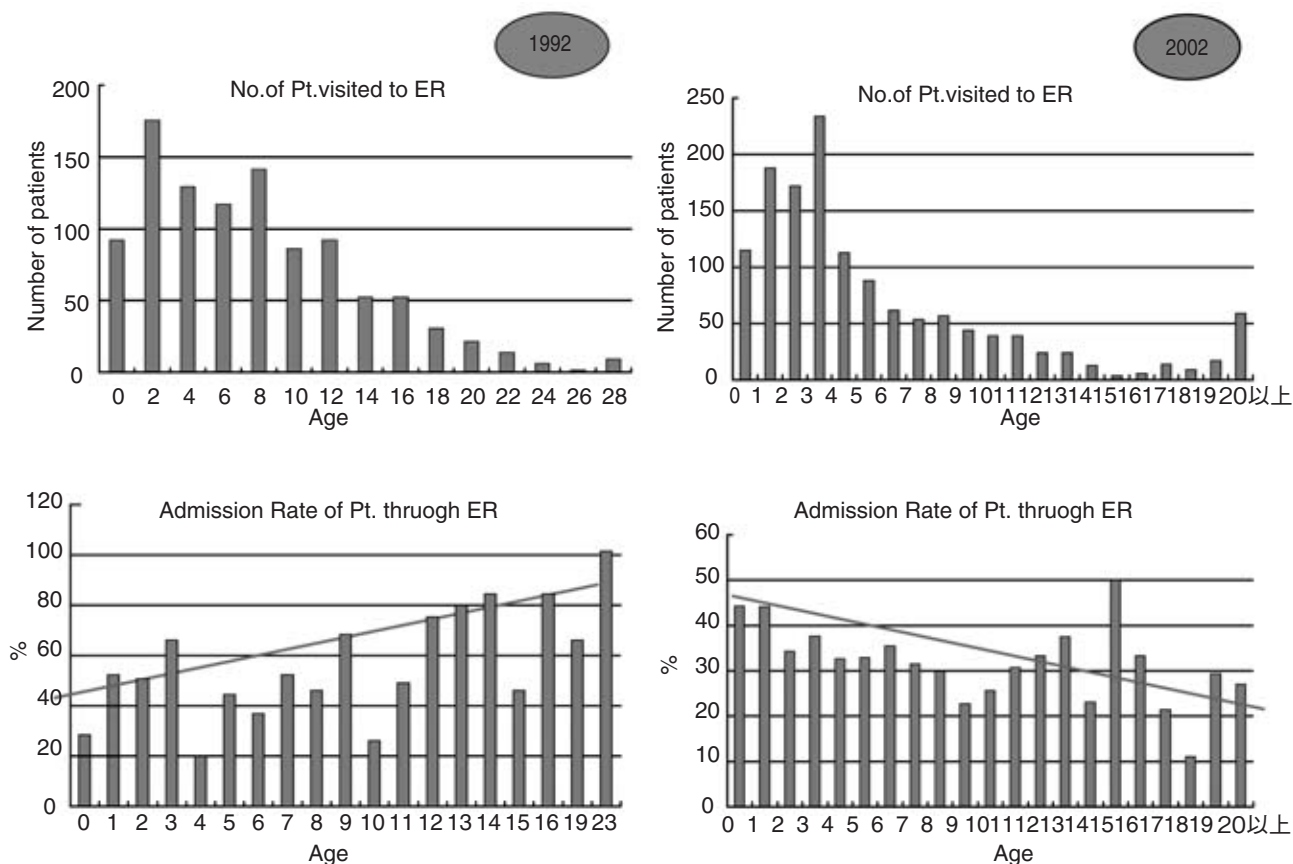 1992
No.of Pt.visited to ER
200
150
100
50
0
Number of patients
0 2 4 6 8 10 12 14 16 18 20 22 24 26 28
Age
2002
No.of Pt.visited to ER
250
200
150
100
50
0
Number of patients
0 1 2 3 4 5 6 7 8 9 10 11 12 13 14 15 16 17 18 19 20以上
Age
Admission Rate of Pt. thruogh ER
120
100
80
60
40
20
0
%
0 1 2 3 4 5 6 7 8 9 10 11 12 13 14 15 16 19 23
Age
Admission Rate of Pt. thruogh ER
60
50
40
30
20
10
0
%
0 1 2 3 4 5 6 7 8 9 10 11 12 13 14 15 16 17 18 19 20以上
Age